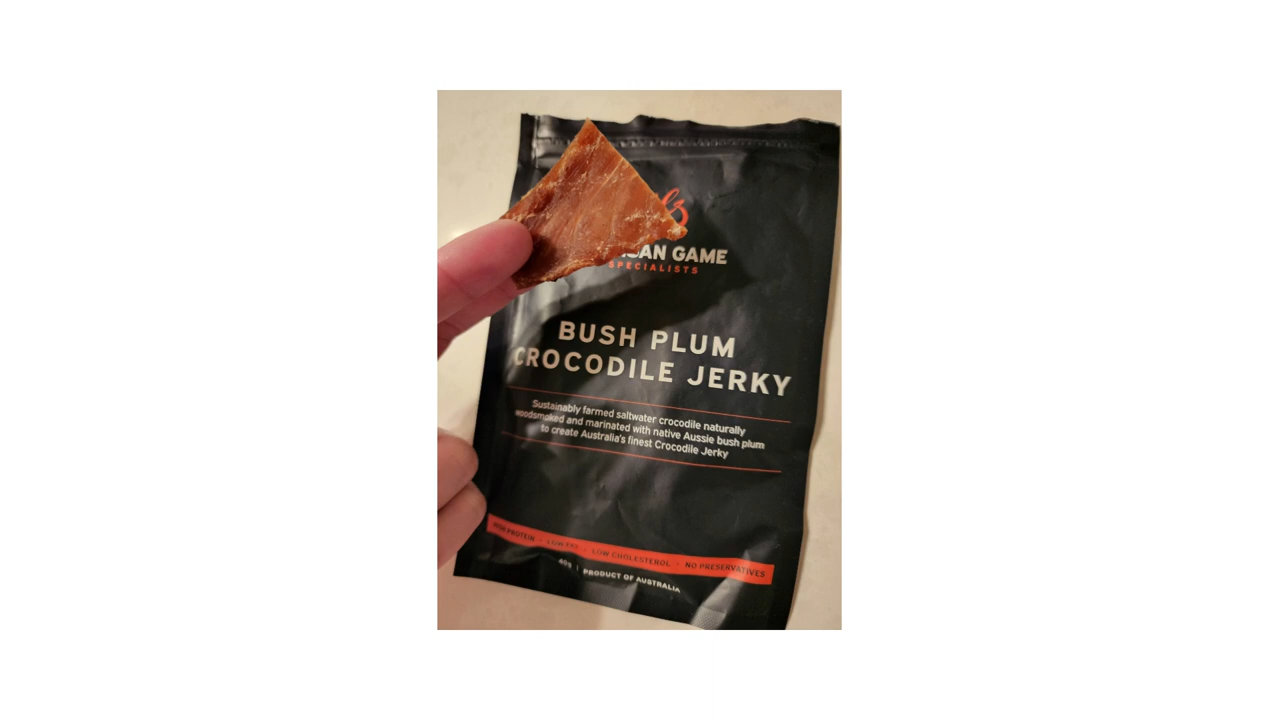 SAN GAME
SPECIALISTS
BUSH PLUM
CROCODILE JERKY
Sustainably farmed saltwater crocodile naturally
woodsmoked and marinated with native Aussie bush plum
to create Australia's finest Crocodile Jerky
HIGH PROTEIN · LOW FAT · LOW CHOLESTEROL · NO PRESERVATIVES
40g | PRODUCT OF AUSTRALIA